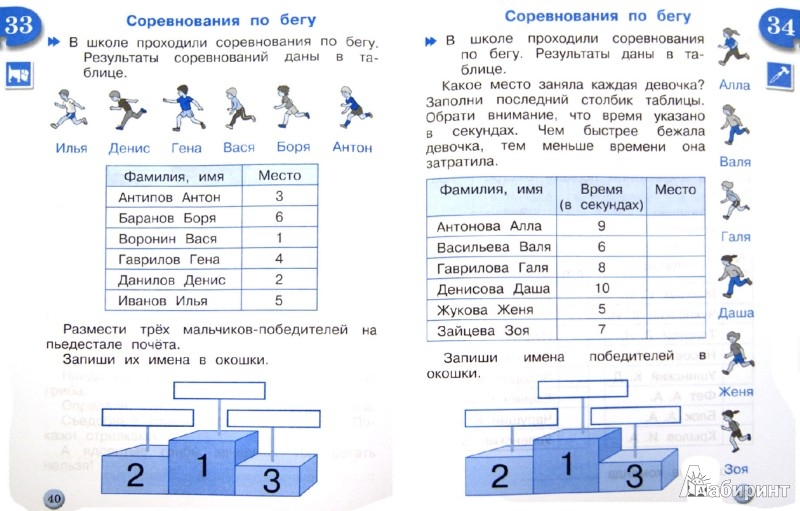 33
Соревнования по бегу
В школе проходили соревнования по бегу.
Результаты соревнований даны в та-
блице.
Илья Денис Гена Вася Боря Антон
Фамилия, имя Место
Антипов Антон 3
Баранов Боря 6
Воронин Вася 1
Гаврилов Гена 4
Данилов Денис 2
Иванов Илья 5
Размести трёх мальчиков-победителей на
пьедестале почёта.
Запиши их имена в окошки.
2 1 3
40
Соревнования по бегу
34
В школе проходили соревнования
по бегу. Результаты даны в та-
блице.
Какое место заняла каждая девочка?
Заполни последний столбик таблицы.
Обрати внимание, что время указано
в секундах. Чем быстрее бежала
девочка, тем меньше времени она
затратила.
Алла
Валя
Галя
Даша
Женя
Зоя
Фамилия, имя Время (в секундах) Место
Антонова Алла 9
Васильева Валя 6
Гаврилова Галя 8
Денисова Даша 10
Жукова Женя 5
Зайцева Зоя 7
Запиши имена победителей в
окошки.
2 1 3
Лабиринт